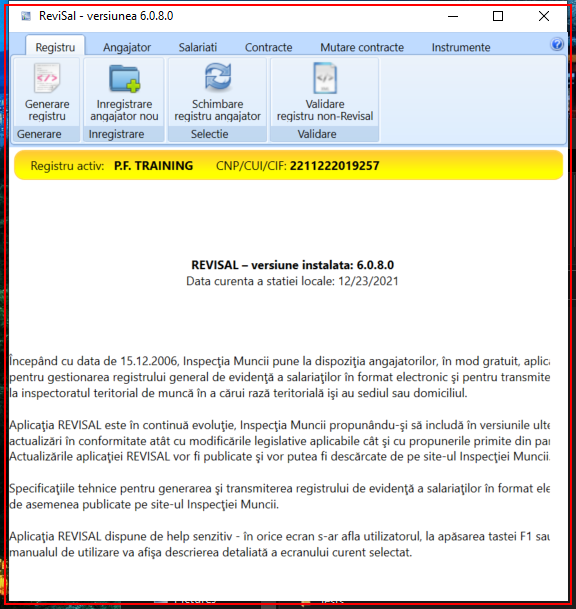 ReviSal - versiunea 6.0.8.0
Registru Angajator Salariati Contracte Mutare contracte Instrumente
Generare registru
Inregistrare angajator nou
Schimbare registru angajator
Validare registru non-Revisal
Generare Inregistrare Selectie Validare
Registru activ: P.F. TRAINING CNP/CUI/CIF: 2211222019257
REVISAL – versiune instalata: 6.0.8.0
Data curenta a statiei locale: 12/23/2021
Începând cu data de 15.12.2006, Inspecţia Muncii pune la dispoziţia angajatorilor, în mod gratuit, aplica
pentru gestionarea registrului general de evidenţă a salariaţilor în format electronic şi pentru transmite
la inspectoratul teritorial de muncă în a cărui rază teritorială îşi au sediul sau domiciliul.
Aplicaţia REVISAL este în continuă evoluţie, Inspecţia Muncii propunându-şi să includă în versiunile ulte
actualizări în conformitate atât cu modificările legislative aplicabile cât şi cu propunerile primite din par
Actualizările aplicaţiei REVISAL vor fi publicate şi vor putea fi descărcate de pe site-ul Inspecţiei Muncii.
Specificaţiile tehnice pentru generarea şi transmiterea registrului de evidenţă a salariaţilor în format ele
de asemenea publicate pe site-ul Inspecţiei Muncii.
Aplicaţia REVISAL dispune de help senzitiv - în orice ecran s-ar afla utilizatorul, la apăsarea tastei F1 sau
manualul de utilizare va afişa descrierea detaliată a ecranului curent selectat.